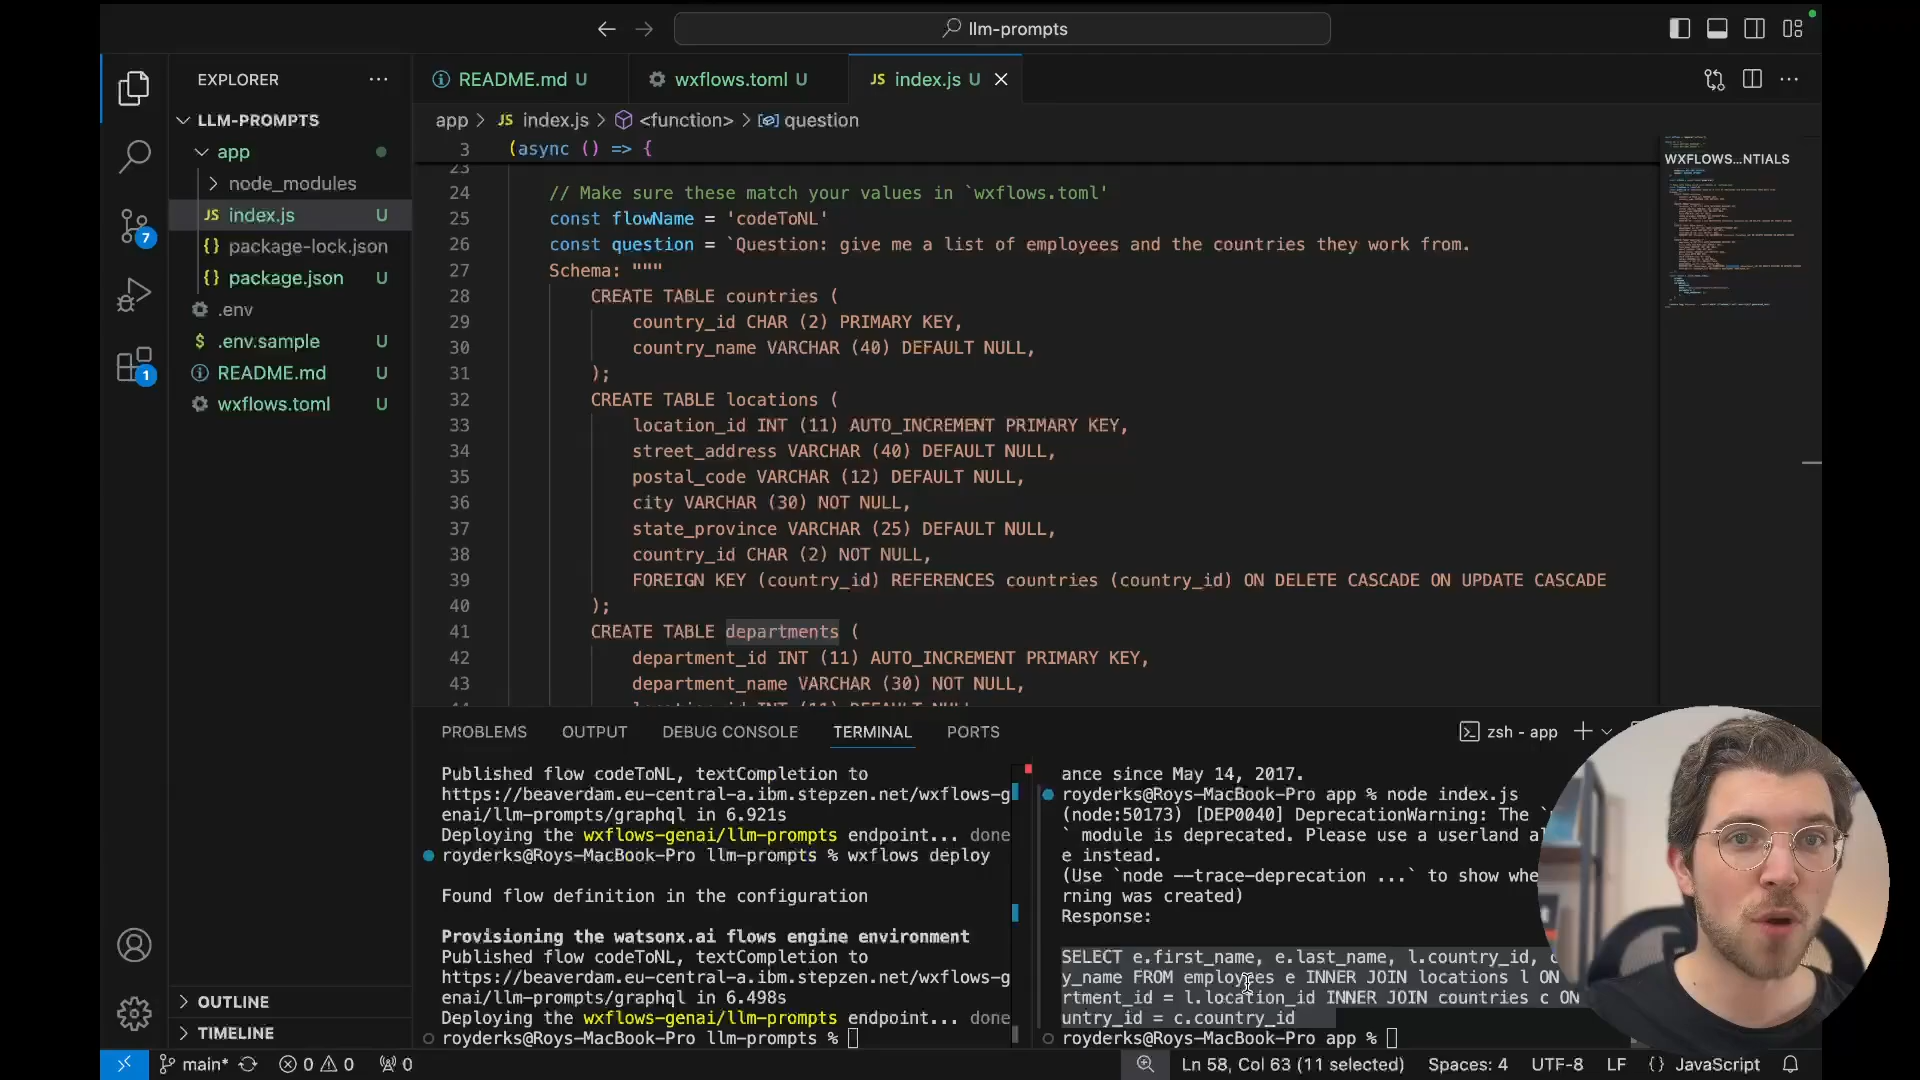 llm-prompts
EXPLORER
README.md U
wxflows.toml U
JS index.js U
LLM-PROMPTS
app
node_modules
JS index.js U
{} package-lock.json
{} package.json U
.env
$ .env.sample U
README.md U
wxflows.toml U
7
1
OUTLINE
TIMELINE
app > JS index.js > <function> > question
3 (async () => {
WXFLOWS...NTIALS
23
24 // Make sure these match your values in `wxflows.toml'
25 const flowName = 'codeToNL'
26 const question = `Question: give me a list of employees and the countries they work from.
27 Schema: """
28 CREATE TABLE countries (
29 country_id CHAR (2) PRIMARY KEY,
30 country_name VARCHAR (40) DEFAULT NULL,
31 );
32 CREATE TABLE locations (
33 location_id INT (11) AUTO_INCREMENT PRIMARY KEY,
34 street_address VARCHAR (40) DEFAULT NULL,
35 postal_code VARCHAR (12) DEFAULT NULL,
36 city VARCHAR (30) NOT NULL,
37 state_province VARCHAR (25) DEFAULT NULL,
38 country_id CHAR (2) NOT NULL,
39 FOREIGN KEY (country_id) REFERENCES countries (country_id) ON DELETE CASCADE ON UPDATE CASCADE
40 );
41 CREATE TABLE departments (
42 department_id INT (11) AUTO_INCREMENT PRIMARY KEY,
43 department_name VARCHAR (30) NOT NULL,
PROBLEMS OUTPUT DEBUG CONSOLE TERMINAL PORTS
zsh - app
Published flow codeToNL, textCompletion to
https://beaverdam.eu-central-a.ibm.stepzen.net/wxflows-g
enai/llm-prompts/graphql in 6.921s
Deploying the wxflows-genai/llm-prompts endpoint... done
royderks@Roys-MacBook-Pro llm-prompts % wxflows deploy
Found flow definition in the configuration
Provisioning the watsonx.ai flows engine environment
Published flow codeToNL, textCompletion to
https://beaverdam.eu-central-a.ibm.stepzen.net/wxflows-g
enai/llm-prompts/graphql in 6.498s
Deploying the wxflows-genai/llm-prompts endpoint... done
royderks@Roys-MacBook-Pro llm-prompts %
ance since May 14, 2017.
royderks@Roys-MacBook-Pro app % node index.js
(node:50173) [DEP0040] DeprecationWarning: The `
` module is deprecated. Please use a userland al
e instead.
(Use `node --trace-deprecation ...` to show whe
rning was created)
Response:
SELECT e.first_name, e.last_name, l.country_id, c
y_name FROM employees e INNER JOIN locations l ON
rtment_id = l.location_id INNER JOIN countries c ON
untry_id = c.country_id
royderks@Roys-MacBook-Pro app %
main* 0 0 0
Ln 58, Col 63 (11 selected) Spaces: 4 UTF-8 LF {} JavaScript